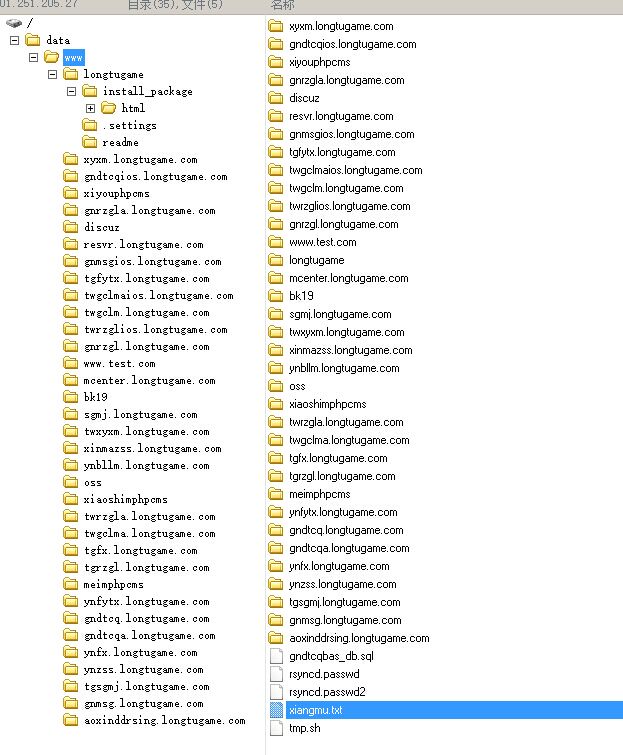 01.251.205.27 目录(35),文件(5) 名称
/
data
www
longtugame
install_package
html
.settings
readme
xyxm.longtugame.com
gndtcqios.longtugame.com
xiyouphpcms
gnrzgla.longtugame.com
discuz
resvr.longtugame.com
gnmsgios.longtugame.com
tgfytx.longtugame.com
twgclmaios.longtugame.com
twgclm.longtugame.com
twrzglios.longtugame.com
gnrzgl.longtugame.com
www.test.com
mcenter.longtugame.com
bk19
sgmj.longtugame.com
twxyxm.longtugame.com
xinmazss.longtugame.com
ynbllm.longtugame.com
oss
xiaoshimphpcms
twrzgla.longtugame.com
twgclma.longtugame.com
tgfx.longtugame.com
tgrzgl.longtugame.com
meimphpcms
ynfytx.longtugame.com
gndtcq.longtugame.com
gndtcqa.longtugame.com
ynfx.longtugame.com
ynzss.longtugame.com
tgsgmj.longtugame.com
gnmsg.longtugame.com
aoxinddrsing.longtugame.com
xyxm.longtugame.com
gndtcqios.longtugame.com
xiyouphpcms
gnrzgla.longtugame.com
discuz
resvr.longtugame.com
gnmsgios.longtugame.com
tgfytx.longtugame.com
twgclmaios.longtugame.com
twgclm.longtugame.com
twrzglios.longtugame.com
gnrzgl.longtugame.com
www.test.com
longtugame
mcenter.longtugame.com
bk19
sgmj.longtugame.com
twxyxm.longtugame.com
xinmazss.longtugame.com
ynbllm.longtugame.com
oss
xiaoshimphpcms
twrzgla.longtugame.com
twgclma.longtugame.com
tgfx.longtugame.com
tgrzgl.longtugame.com
meimphpcms
ynfytx.longtugame.com
gndtcq.longtugame.com
gndtcqa.longtugame.com
ynfx.longtugame.com
ynzss.longtugame.com
tgsgmj.longtugame.com
gnmsg.longtugame.com
aoxinddrsing.longtugame.com
gndtcqbas_db.sql
rsyncd.passwd
rsyncd.passwd2
xiangmu.txt
tmp.sh